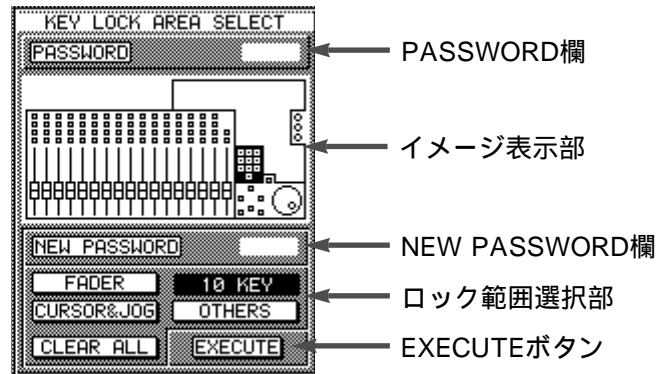 KEY LOCK AREA SELECT
PASSWORD
PASSWORD欄
イメージ表示部
NEW PASSWORD
NEW PASSWORD欄
FADER
10 KEY
ロック範囲選択部
CURSOR&JOG
OTHERS
CLEAR ALL
EXECUTE
EXECUTEボタン